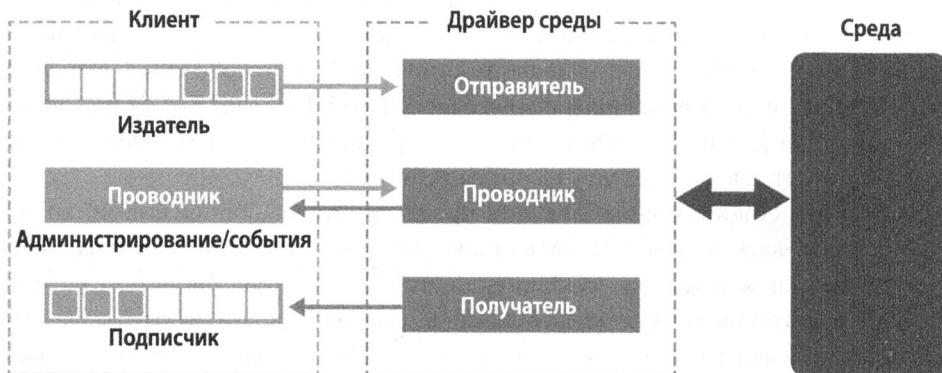 Клиент
Драйвер среды
Среда
Отправитель
Издатель
Проводник
Проводник
Администрирование/события
Получатель
Подписчик